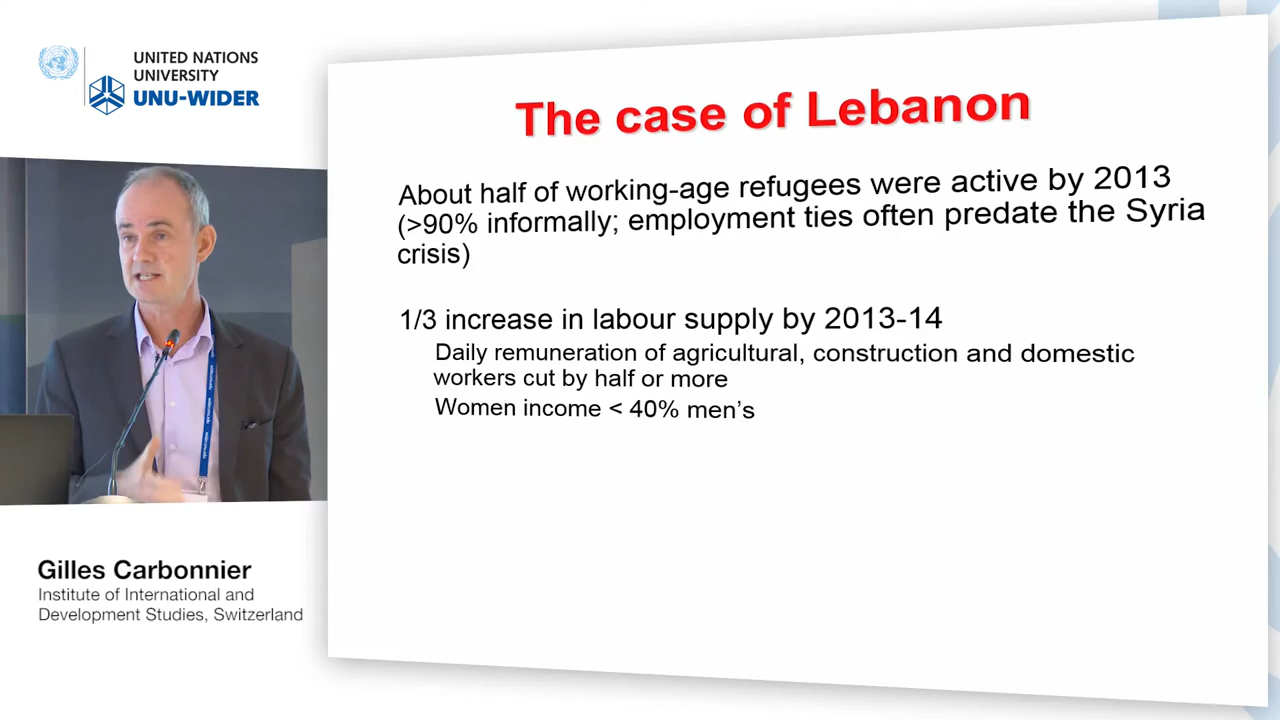 UNITED NATIONS
UNIVERSITY
UNU-WIDER
The case of Lebanon
About half of working-age refugees were active by 2013
(>90% informally; employment ties often predate the Syria
crisis)
1/3 increase in labour supply by 2013-14
Daily remuneration of agricultural, construction and domestic
workers cut by half or more
Women income < 40% men’s
Gilles Carbonnier
Institute of International and
Development Studies, Switzerland